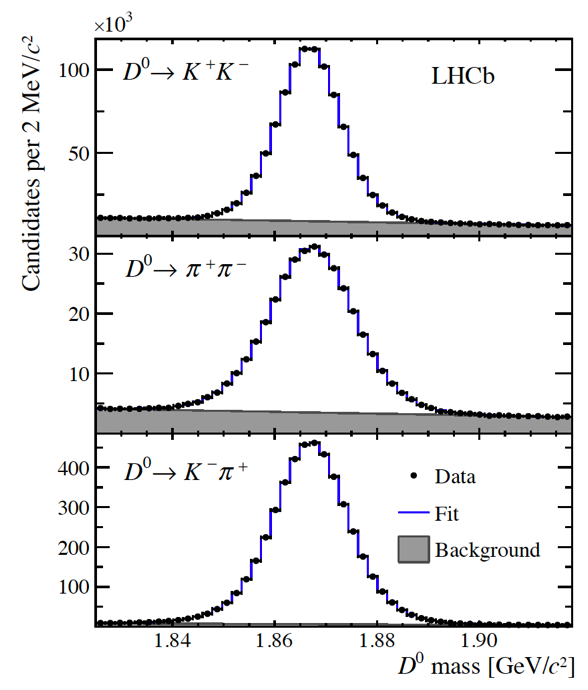 ×10³
Candidates per 2 MeV/c²
D⁰→ K⁺K⁻
LHCb
100
50
D⁰→ π⁺π⁻
30
20
10
D⁰→ K⁻π⁺
400
300
200
100
Data
Fit
Background
1.84 1.86 1.88 1.90
D⁰ mass [GeV/c²]